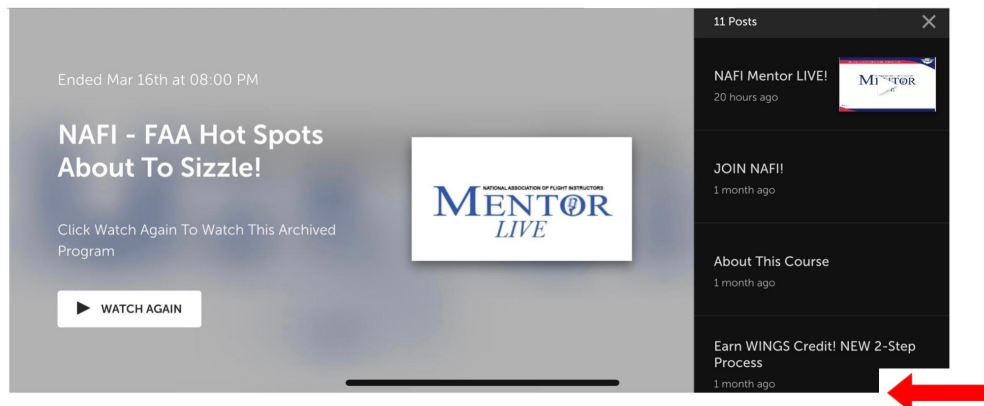 Ended Mar 16th at 08:00 PM
NAFI - FAA Hot Spots
About To Sizzle!
Click Watch Again To Watch This Archived
Program
WATCH AGAIN
NATIONAL ASSOCIATION OF FLIGHT INSTRUCTORS
MENTOR
LIVE
11 Posts
NAFI Mentor LIVE!
20 hours ago
MENTOR
JOIN NAFI!
1 month ago
About This Course
1 month ago
Earn WINGS Credit! NEW 2-Step
Process
1 month ago